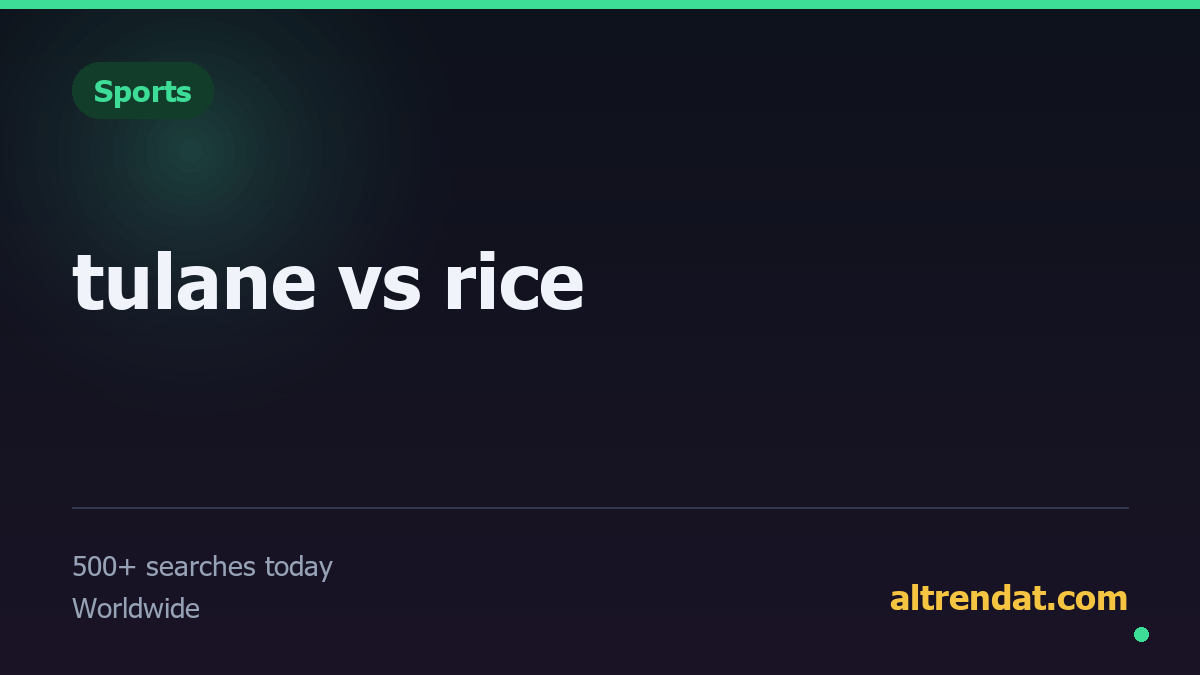 Sports
tulane vs rice
500+ searches today
Worldwide
altrendat.com